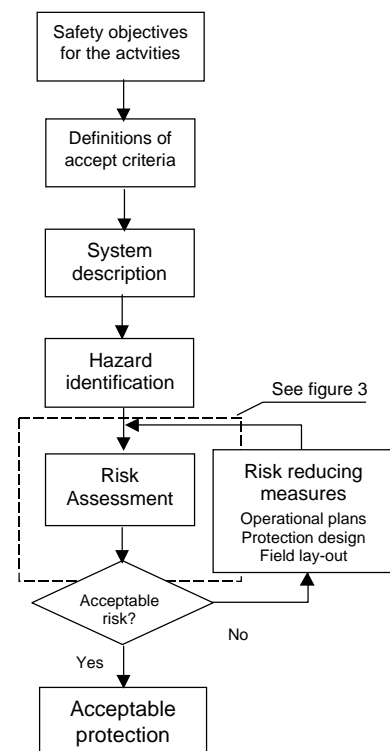 Safety objectives
for the actvities
Definitions of
accept criteria
System
description
Hazard
identification
See figure 3
Risk
Assessment
Risk reducing
measures
Operational plans
Protection design
Field lay-out
Acceptable
risk?
No
Yes
Acceptable
protection